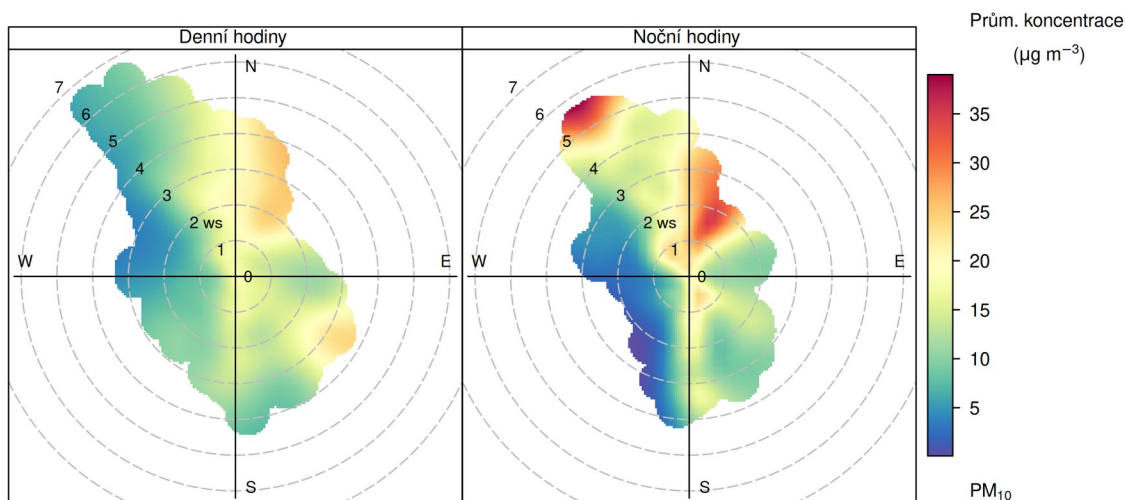 Denní hodiny
7
6
5
4
3
2 ws
1
0
N
W
E
S
Noční hodiny
7
6
5
4
3
2 ws
1
0
N
W
E
S
Prům. koncentrace
(µg m⁻³)
35
30
25
20
15
10
5
PM₁₀